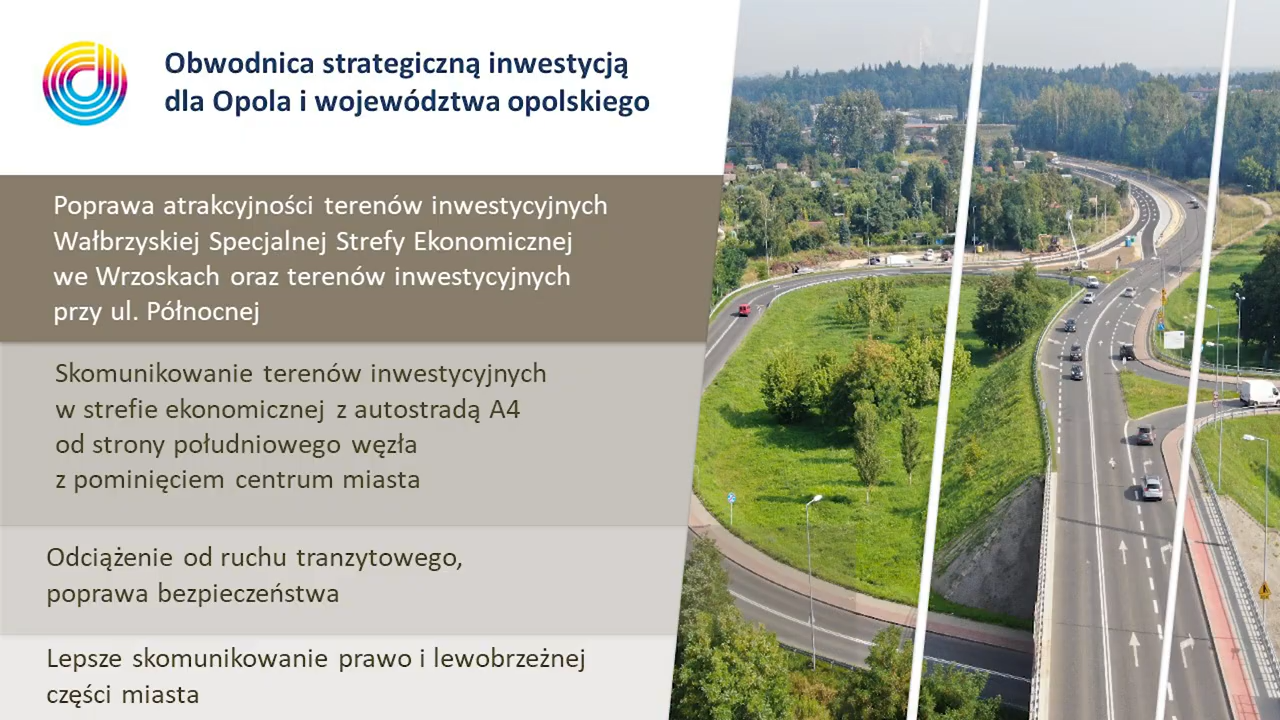 Obwodnica strategiczną inwestycją
dla Opola i województwa opolskiego
Poprawa atrakcyjności terenów inwestycyjnych
Wałbrzyskiej Specjalnej Strefy Ekonomicznej
we Wrzoskach oraz terenów inwestycyjnych
przy ul. Północnej
Skomunikowanie terenów inwestycyjnych
w strefie ekonomicznej z autostradą A4
od strony południowego węzła
z pominięciem centrum miasta
Odciążenie od ruchu tranzytowego,
poprawa bezpieczeństwa
Lepsze skomunikowanie prawo i lewobrzeżnej
części miasta